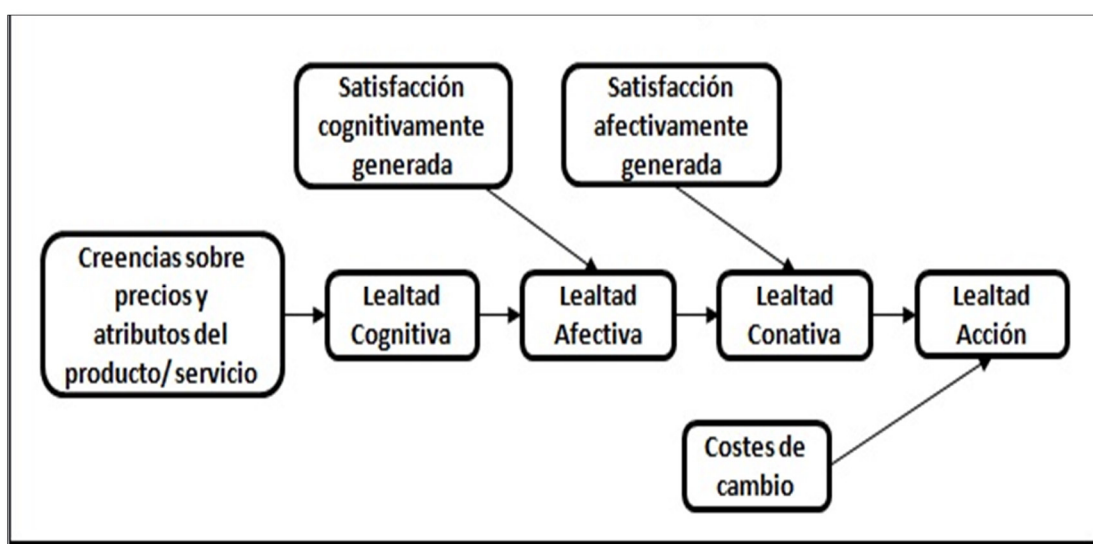 Satisfacción
cognitivamente
generada
Satisfacción
afectivamente
generada
Creencias sobre
precios y
atributos del
producto/ servicio
Lealtad
Cognitiva
Lealtad
Afectiva
Lealtad
Conativa
Lealtad
Acción
Costes de
cambio